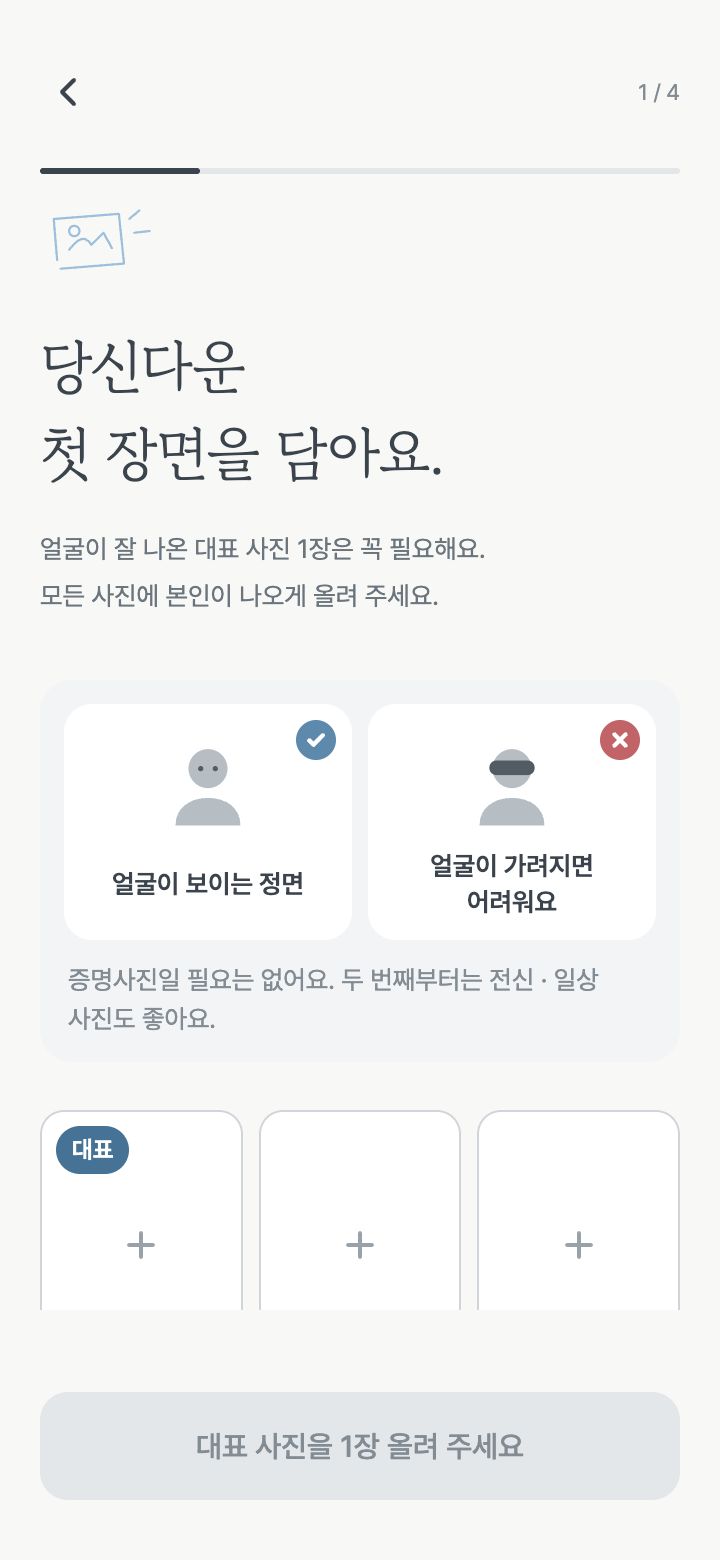 1 / 4
당신다운
첫 장면을 담아요.
얼굴이 잘 나온 대표 사진 1장은 꼭 필요해요.
모든 사진에 본인이 나오게 올려 주세요.
얼굴이 보이는 정면
얼굴이 가려지면
어려워요
증명사진일 필요는 없어요. 두 번째부터는 전신 · 일상
사진도 좋아요.
대표
대표 사진을 1장 올려 주세요